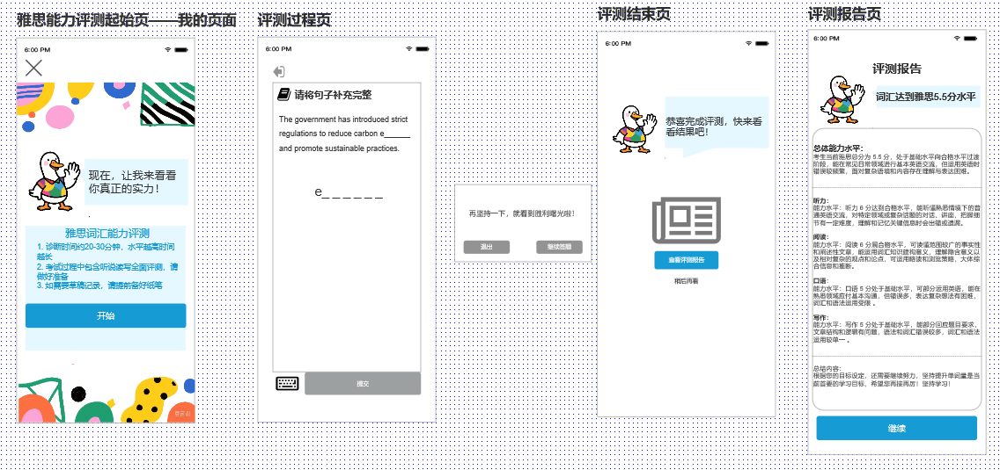 雅思能力评测起始页——我的页面
6:00 PM
现在，让我来看看
你真正的实力！
雅思词汇能力评测
1. 诊断时间约20-30分钟，水平越高时间
越长
2. 考试过程中包含听说读写全面评测，请
做好准备
3. 如需要草稿记录，请提前备好纸笔
开始
评测过程页
6:00 PM
请将句子补充完整
The government has introduced strict
regulations to reduce carbon e______
and promote sustainable practices.
e_ _ _ _ _ _
提交
再坚持一下，就看到胜利曙光啦！
退出
继续答题
评测结束页
6:00 PM
恭喜完成评测，快来看
看结果吧！
查看评测报告
稍后再看
评测报告页
6:00 PM
评测报告
词汇达到雅思5.5分水平
总体能力水平：
考生当前雅思总分为 5.5 分，处于基础水平向合格水平过渡
阶段，能在常见日常领域进行基本英语交流，但运用英语时
错误较频繁，面对复杂语境和内容存在理解与表达困难。
听力：
能力水平：听力 6 分达到合格水平，能听懂熟悉情境下的普
通英语交流，对特定领域或复杂话题的对话、讲座，把握细
节有一定难度，理解和记忆关键信息时会出错或遗漏。
阅读：
能力水平：阅读 6 分属合格水平，可读懂范围较广的事实性
和阐述性文章，能运用词汇知识建构意义，理解隐含意义以
及相对复杂的观点和论点，可运用略读和浏览策略，大体综
合信息和推断。
口语：
能力水平：口语 5 分处于基础水平，可部分运用英语，能在
熟悉领域应付基本沟通，但错误多，表达复杂想法有困难，
词汇和语法运用受限 。
写作：
能力水平：写作 5 分处于基础水平，能部分回应题目要求，
文章结构和逻辑有问题，语法和词汇错误较多，词汇和语法
运用较单一 。
总结内容：
根据您的目标设定，还需要继续努力，坚持提升单词量是当
前首要的学习目标，希望您再接再厉！坚持学习！
继续